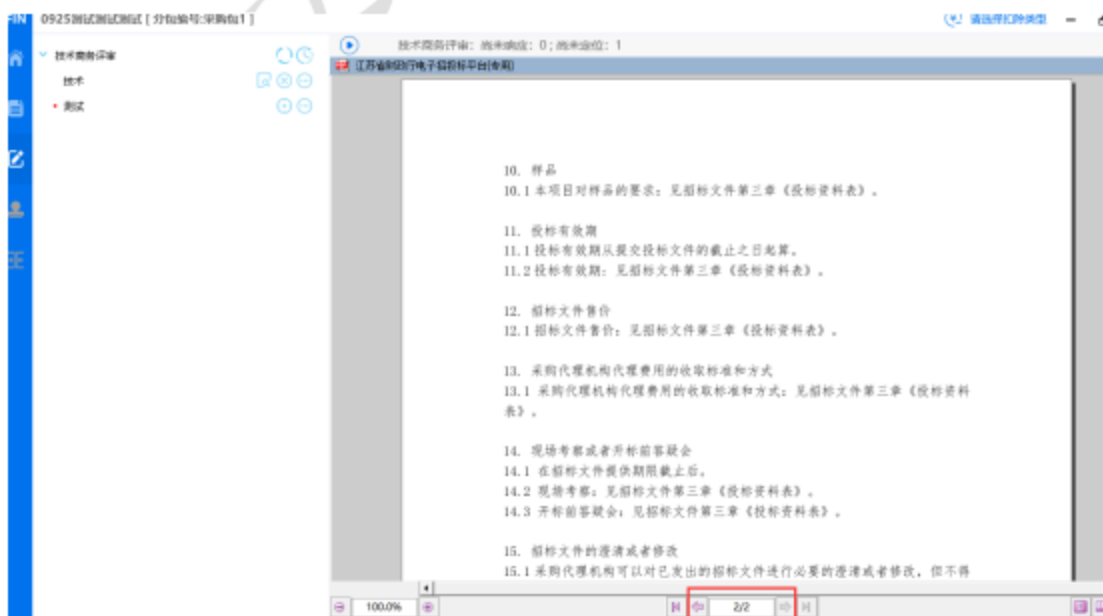 0925测试测试测试 [ 分包编号:采购包1 ]
请选择扣除类型
技术商务评审
技术
测试
技术商务评审：尚未响应：0；尚未定位：1
江苏省财政厅电子招投标平台(专用)
10. 样品
10.1 本项目对样品的要求：见招标文件第三章《投标资料表》。
11. 投标有效期
11.1 投标有效期从提交投标文件的截止之日起算。
11.2 投标有效期：见招标文件第三章《投标资料表》。
12. 招标文件售价
12.1 招标文件售价：见招标文件第三章《投标资料表》。
13. 采购代理机构代理费用的收取标准和方式
13.1 采购代理机构代理费用的收取标准和方式：见招标文件第三章《投标资料
表》。
14. 现场考察或者开标前答疑会
14.1 在招标文件提供期限截止后。
14.2 现场考察：见招标文件第三章《投标资料表》。
14.3 开标前答疑会：见招标文件第三章《投标资料表》。
15. 招标文件的澄清或者修改
15.1 采购代理机构可以对已发出的招标文件进行必要的澄清或者修改，但不得
100.0%
2/2